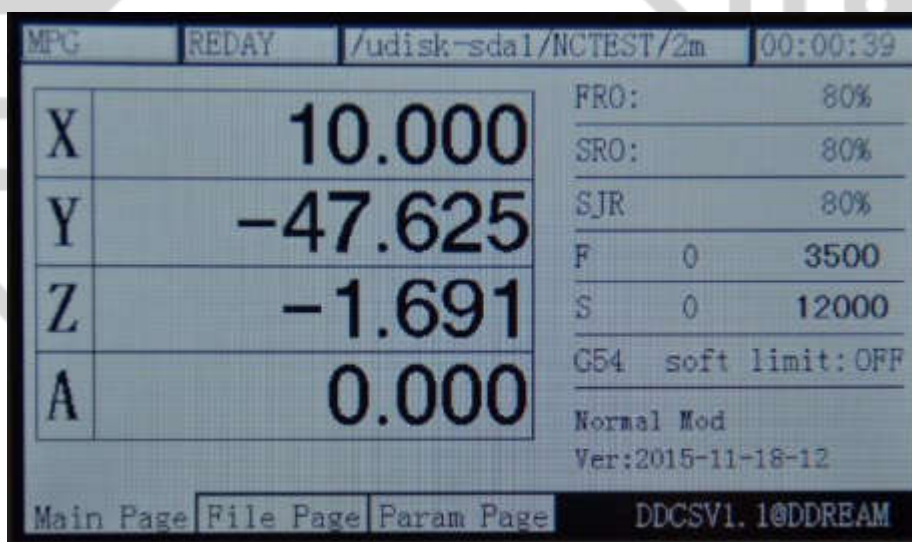 MPG REDAY /udisk-sda1/NCTEST/2m 00:00:39
X 10.000
Y -47.625
Z -1.691
A 0.000
FRO: 80%
SRO: 80%
SJR 80%
F 0 3500
S 0 12000
G54 soft limit:OFF
Normal Mod
Ver:2015-11-18-12
Main Page File Page Param Page DDCSV1.1@DDREAM